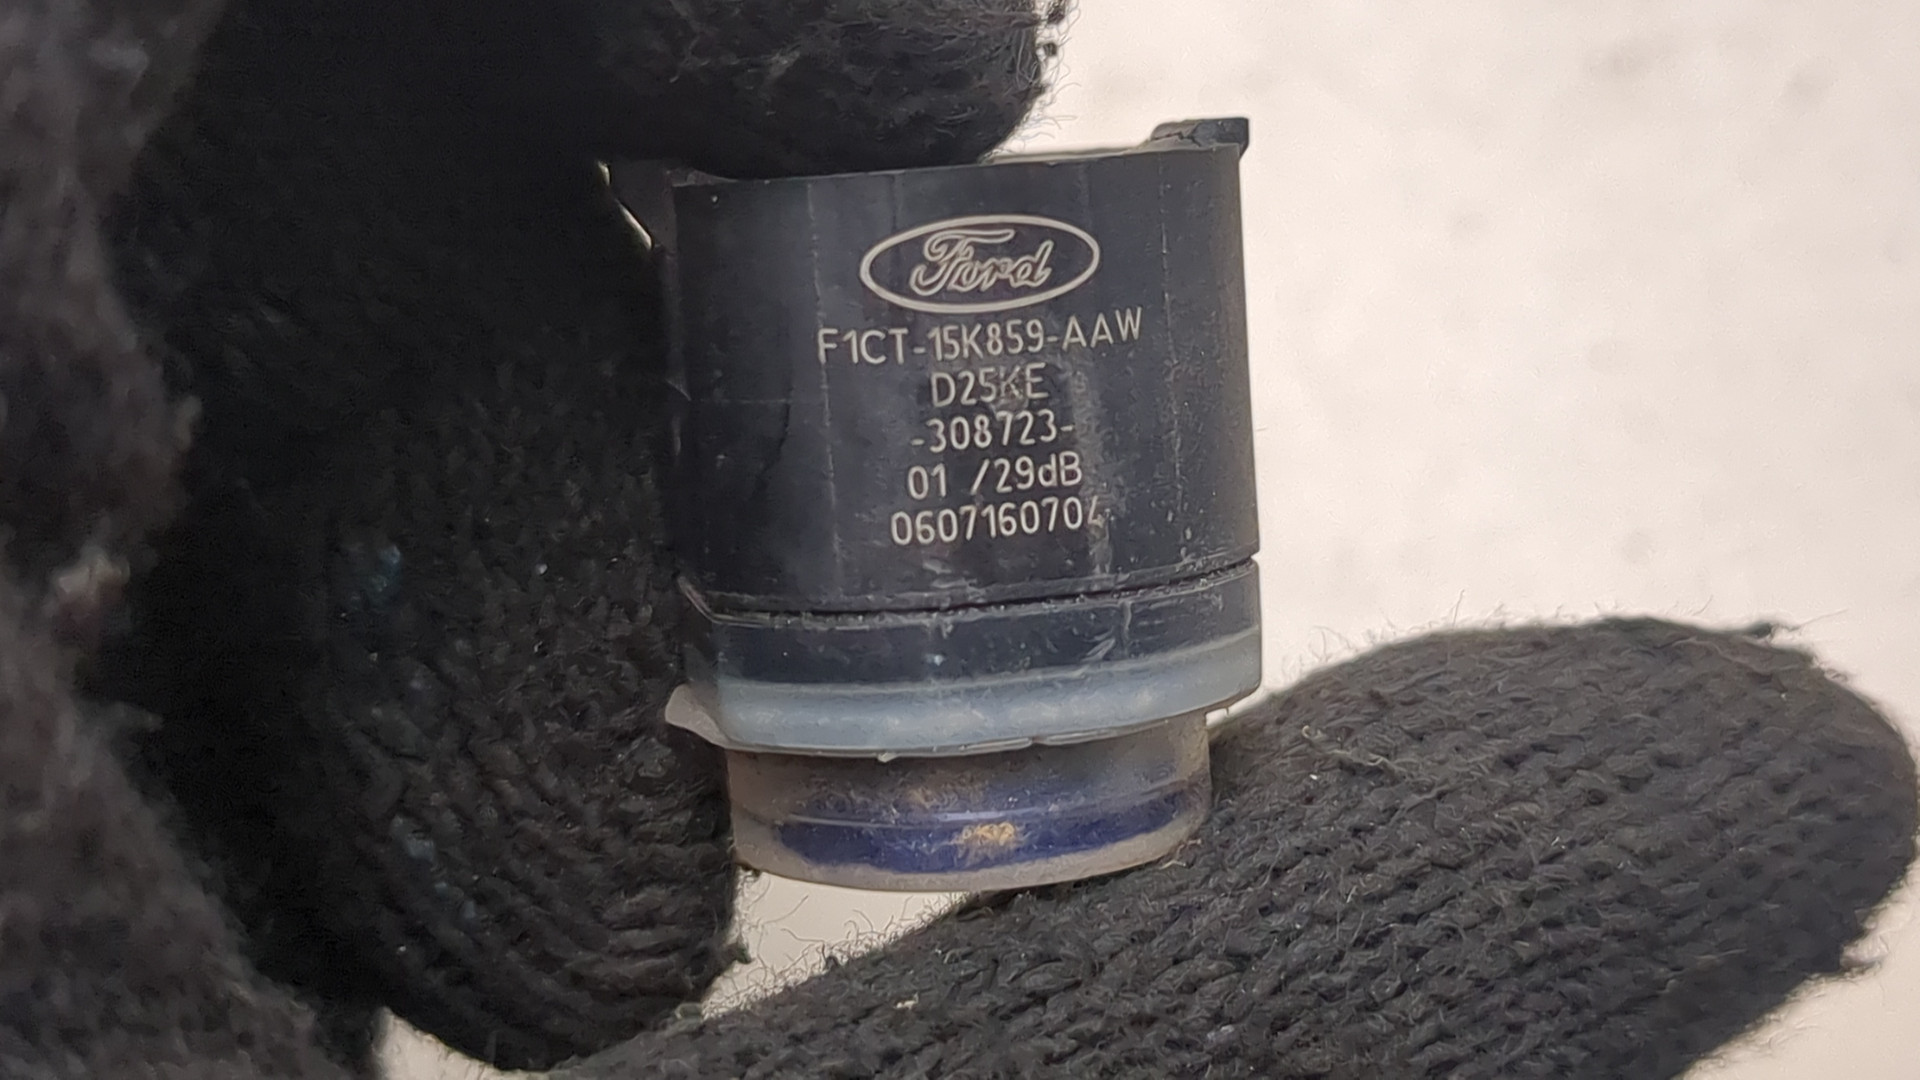 Ford
F1CT-15K859-AAW
D25KE
-308723-
01 /29dB
0607160704